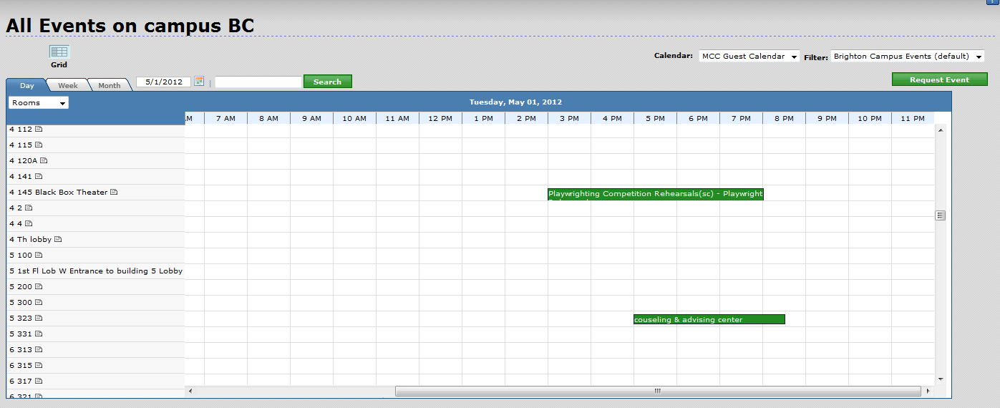 All Events on campus BC
Grid
Calendar: MCC Guest Calendar Filter: Brighton Campus Events (default)
Day Week Month 5/1/2012 | Search Request Event
Rooms Tuesday, May 01, 2012
M 7 AM 8 AM 9 AM 10 AM 11 AM 12 PM 1 PM 2 PM 3 PM 4 PM 5 PM 6 PM 7 PM 8 PM 9 PM 10 PM 11 PM
4 112
4 115
4 120A
4 141
4 145 Black Box Theater Playwrighting Competition Rehearsals(sc) - Playwright
4 2
4 4
4 Th lobby
5 100
5 1st Fl Lob W Entrance to building 5 Lobby
5 200
5 300
5 323 couseling & advising center
5 331
6 313
6 315
6 317
6 321